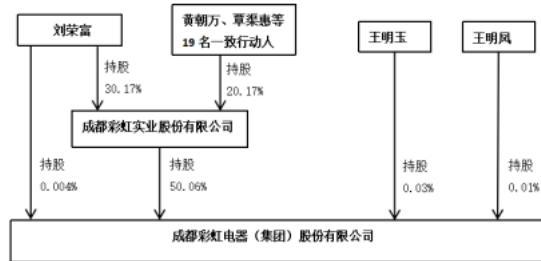 刘荣富
黄朝万、覃渠惠等
19 名一致行动人
王明玉
王明凤
持股
30.17%
持股
20.17%
成都彩虹实业股份有限公司
持股
0.004%
持股
50.06%
持股
0.03%
持股
0.01%
成都彩虹电器（集团）股份有限公司